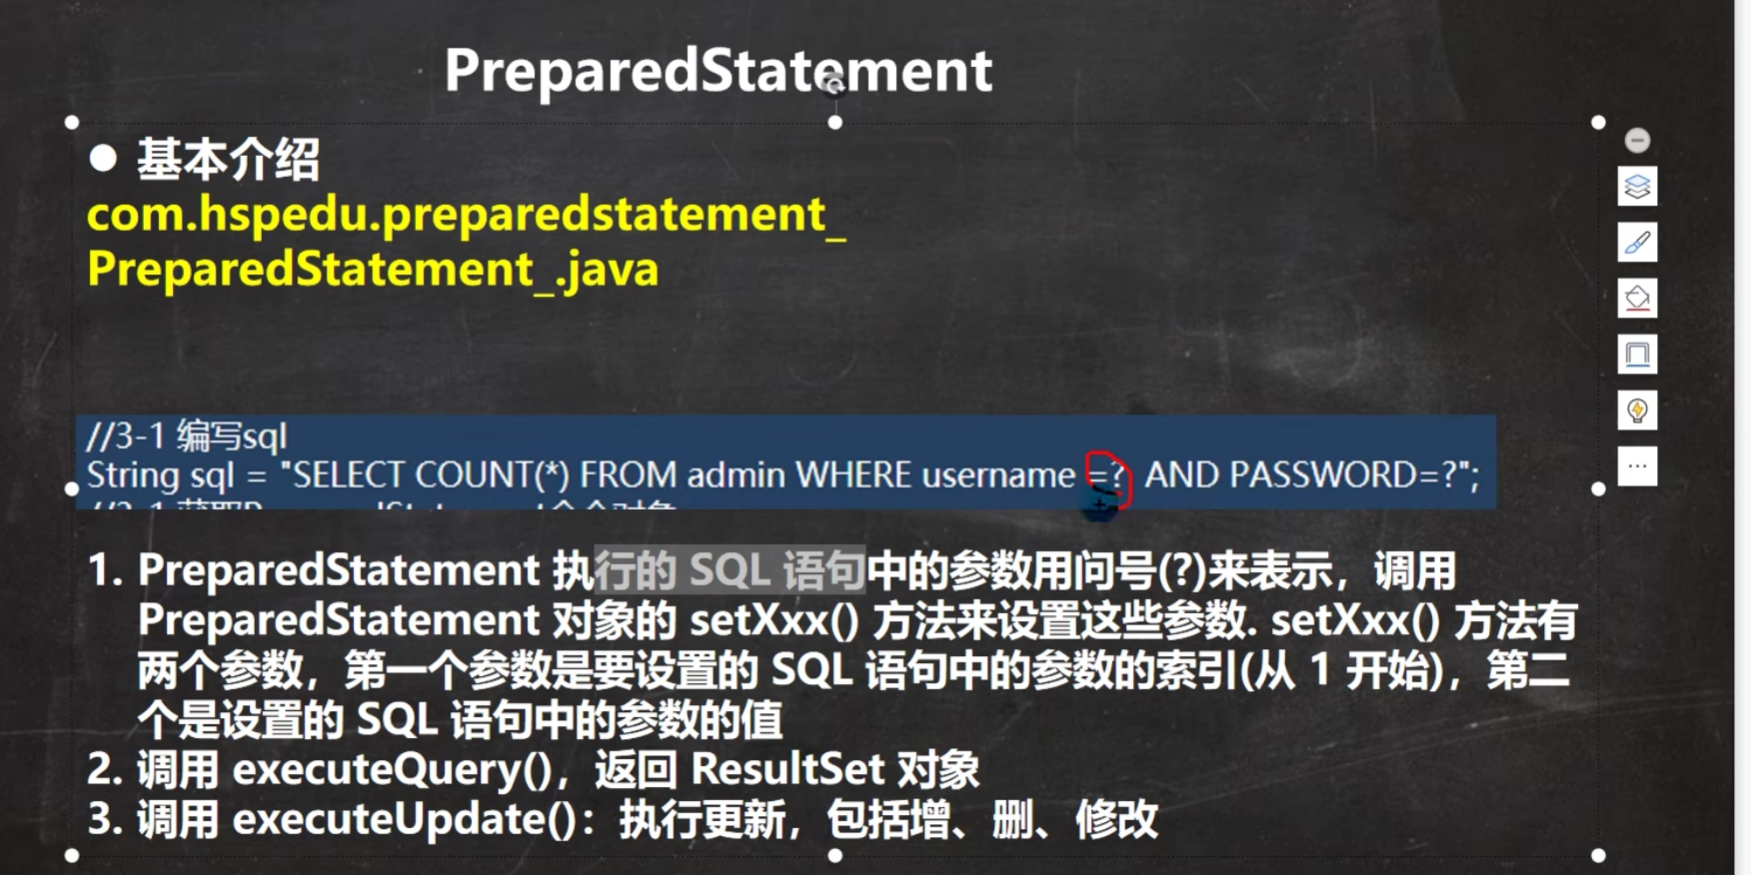 PreparedStatement
● 基本介绍
com.hspedu.preparedstatement_
PreparedStatement_.java
//3-1 编写sql
String sql = "SELECT COUNT(*) FROM admin WHERE username =? AND PASSWORD=?";
1. PreparedStatement 执行的 SQL 语句中的参数用问号(?)来表示，调用
PreparedStatement 对象的 setXxx() 方法来设置这些参数. setXxx() 方法有
两个参数，第一个参数是要设置的 SQL 语句中的参数的索引(从 1 开始)，第二
个是设置的 SQL 语句中的参数的值
2. 调用 executeQuery()，返回 ResultSet 对象
3. 调用 executeUpdate()：执行更新，包括增、删、修改